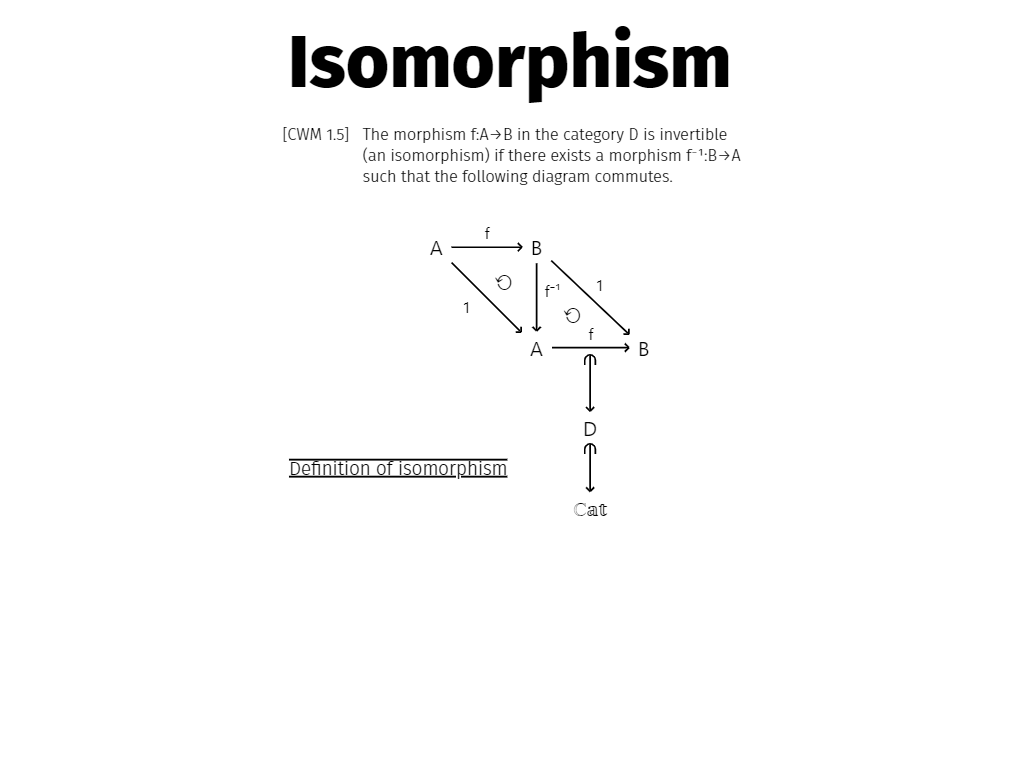 Isomorphism
[CWM 1.5] The morphism f:A→B in the category D is invertible
(an isomorphism) if there exists a morphism f⁻¹:B→A
such that the following diagram commutes.
f
A B
f⁻¹ 1
1
f
A B
D
Definition of isomorphism
ℂ𝕒𝕥